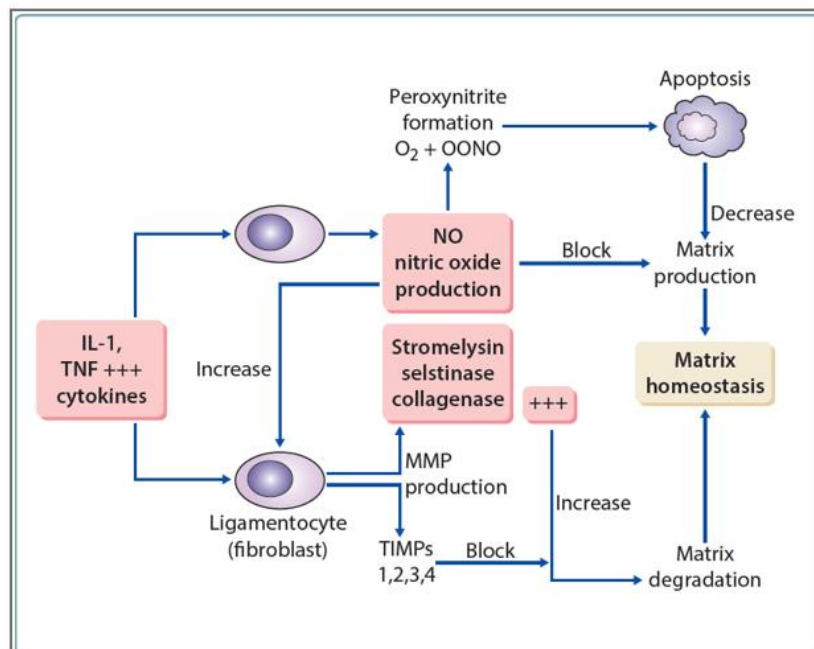 Apoptosis
Peroxynitrite
formation
O2 + OONO
Decrease
NO
nitric oxide
production
Block
Matrix
production
IL-1,
TNF +++
cytokines
Increase
Stromelysin
selstinase
collagenase
+++
Matrix
homeostasis
MMP
production
Increase
Ligamentocyte
(fibroblast)
TIMPs
1,2,3,4
Block
Matrix
degradation